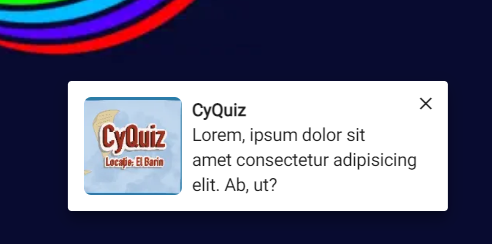 CyQuiz
Locație: El Barin
CyQuiz
Lorem, ipsum dolor sit
amet consectetur adipisicing
elit. Ab, ut?